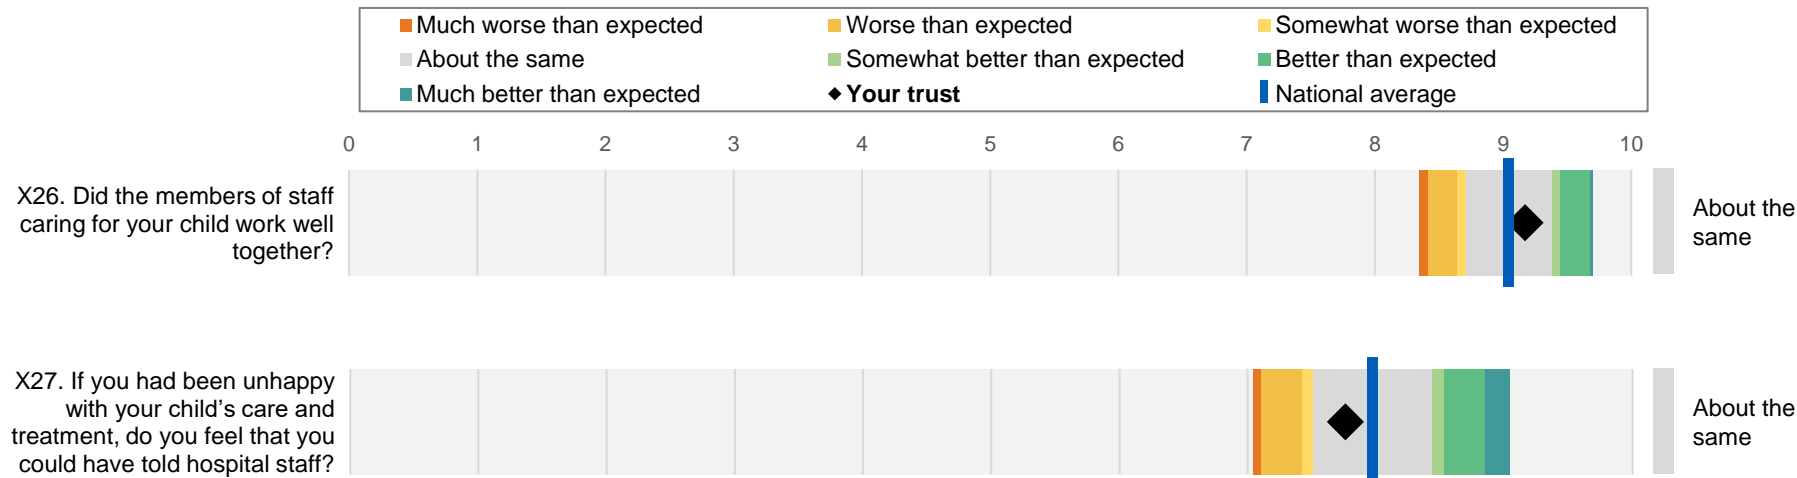 Much worse than expected
Worse than expected
Somewhat worse than expected
About the same
Somewhat better than expected
Better than expected
Much better than expected
Your trust
National average
0 1 2 3 4 5 6 7 8 9 10
X26. Did the members of staff
caring for your child work well
together?
About the
same
X27. If you had been unhappy
with your child’s care and
treatment, do you feel that you
could have told hospital staff?
About the
same